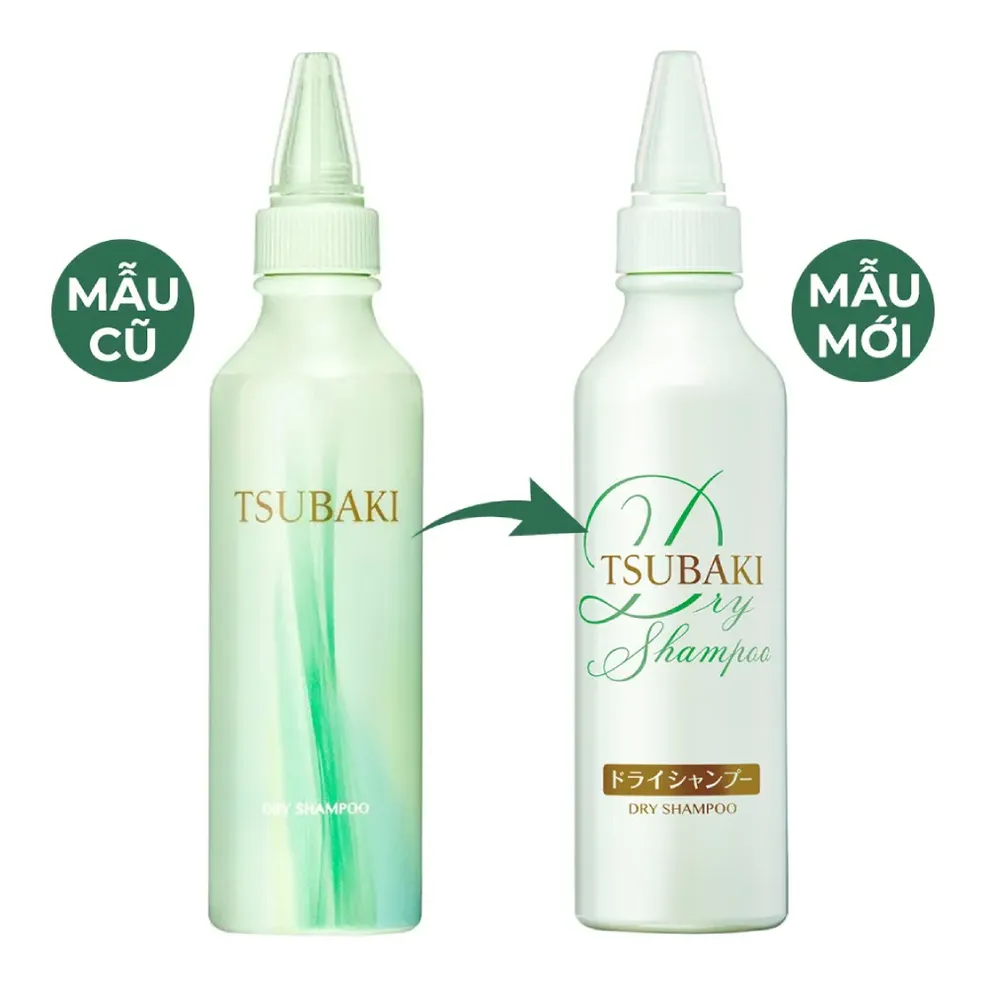 MẪU
CŨ
TSUBAKI
DRY SHAMPOO
MẪU
MỚI
TSUBAKI
Dry
Shampoo
ドライシャンプー
DRY SHAMPOO